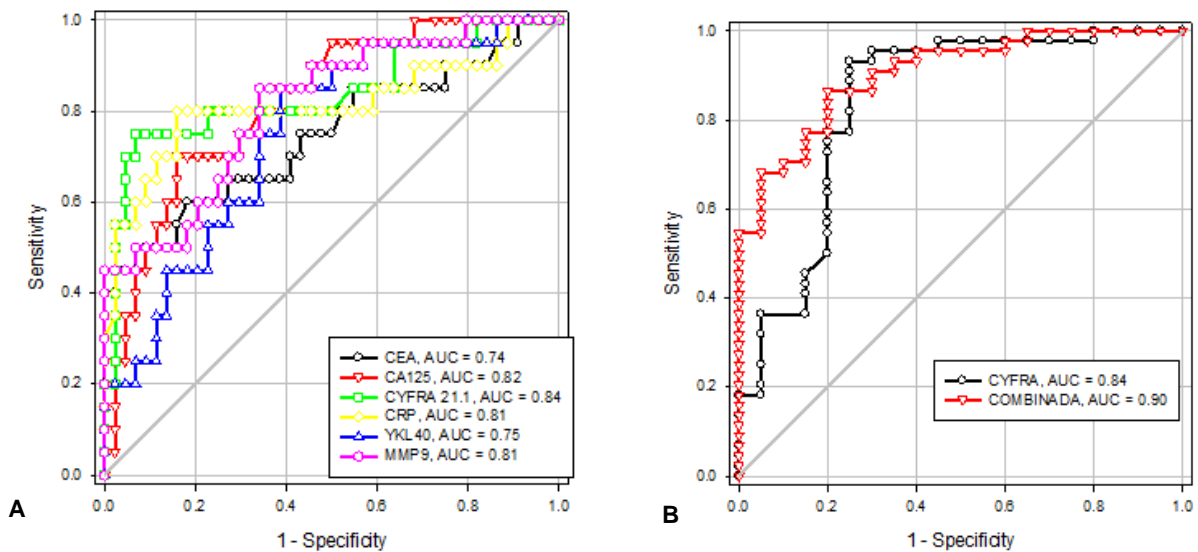 1.0
0.8
0.6
0.4
0.2
0.0
Sensitivity
CEA, AUC = 0.74
CA125, AUC = 0.82
CYFRA 21.1, AUC = 0.84
CRP, AUC = 0.81
YKL40, AUC = 0.75
MMP9, AUC = 0.81
0.0 0.2 0.4 0.6 0.8 1.0
1 - Specificity
A
1.0
0.8
0.6
0.4
0.2
0.0
Sensitivity
CYFRA, AUC = 0.84
COMBINADA, AUC = 0.90
0.0 0.2 0.4 0.6 0.8 1.0
1 - Specificity
B